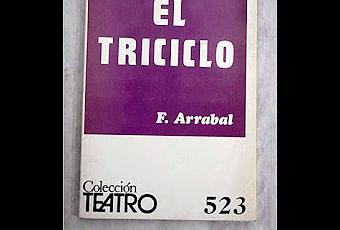 EL
TRICICLO
F. Arrabal
Colección
TEATRO
523